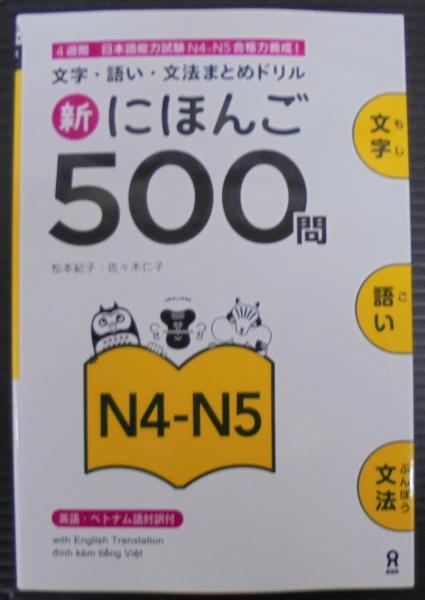 4週間 日本語能力試験N4-N5合格力養成!
文字・語い・文法まとめドリル
新にほんご
500問
松本紀子・佐々木仁子
もじ
文字
ご
語い
ぶんぽう
文法
N4-N5
英語・ベトナム語対訳付
with English Translation
đính kèm tiếng Việt